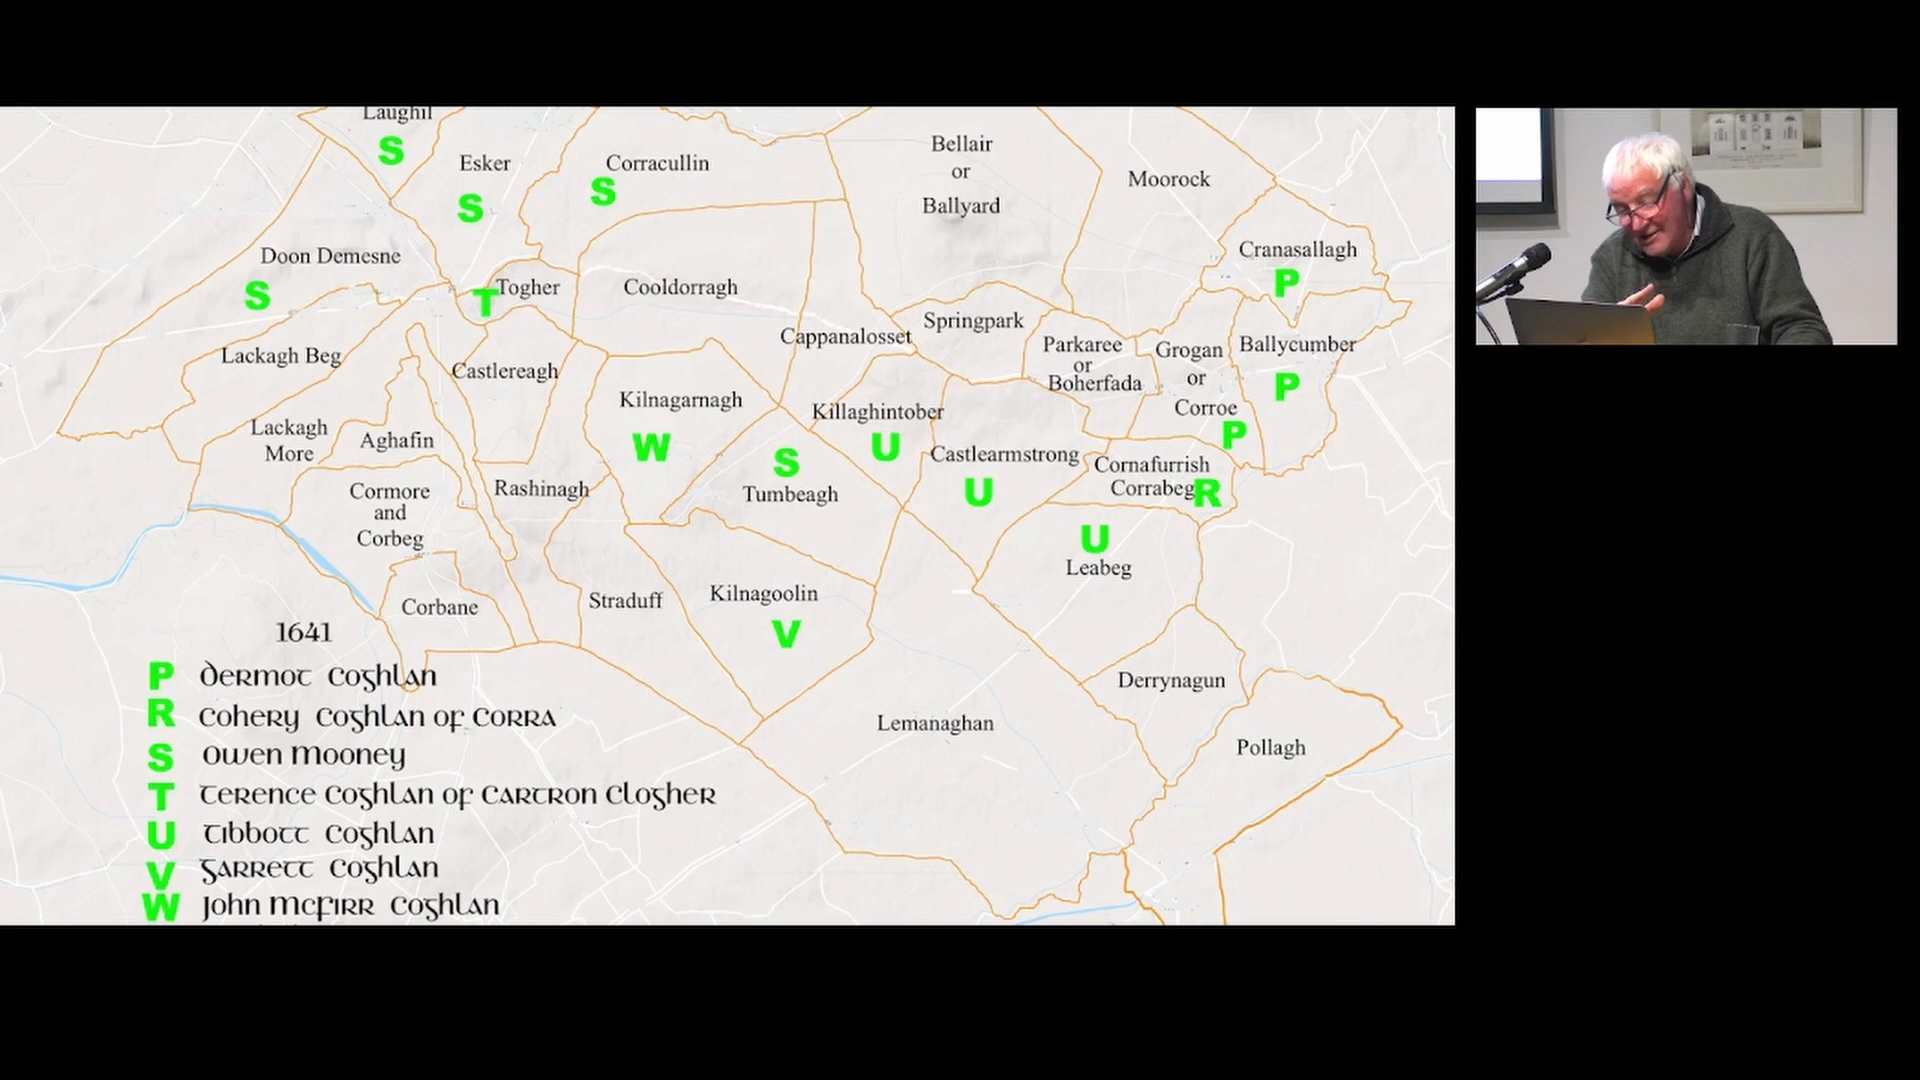 Laughil
S
Esker
S
Corracullin
S
Bellair
or
Ballyard
Moorock
Cranasallagh
P
Doon Demesne
S
Togher
T
Cooldorragh
Cappanalosset
Springpark
Parkaree
or
Boherfada
Grogan
or
Corroe
P
Ballycumber
P
Lackagh Beg
Castlereagh
Kilnagarnagh
W
Killaghintober
U
Lackagh
More
Aghafin
S
Tumbeagh
Castlearmstrong
U
Cornafurrish
Corrabeg
R
Cormore
and
Corbeg
Rashinagh
U
Leabeg
Corbane
Straduff
Kilnagoolin
V
Derrynagun
Lemanaghan
Pollagh
1641
P Dermot Coghlan
R Cohery Coghlan of Corra
S Owen Mooney
T Terence Coghlan of Cartron Clogher
U Tibbott Coghlan
V Garrett Coghlan
W John McFirr Coghlan